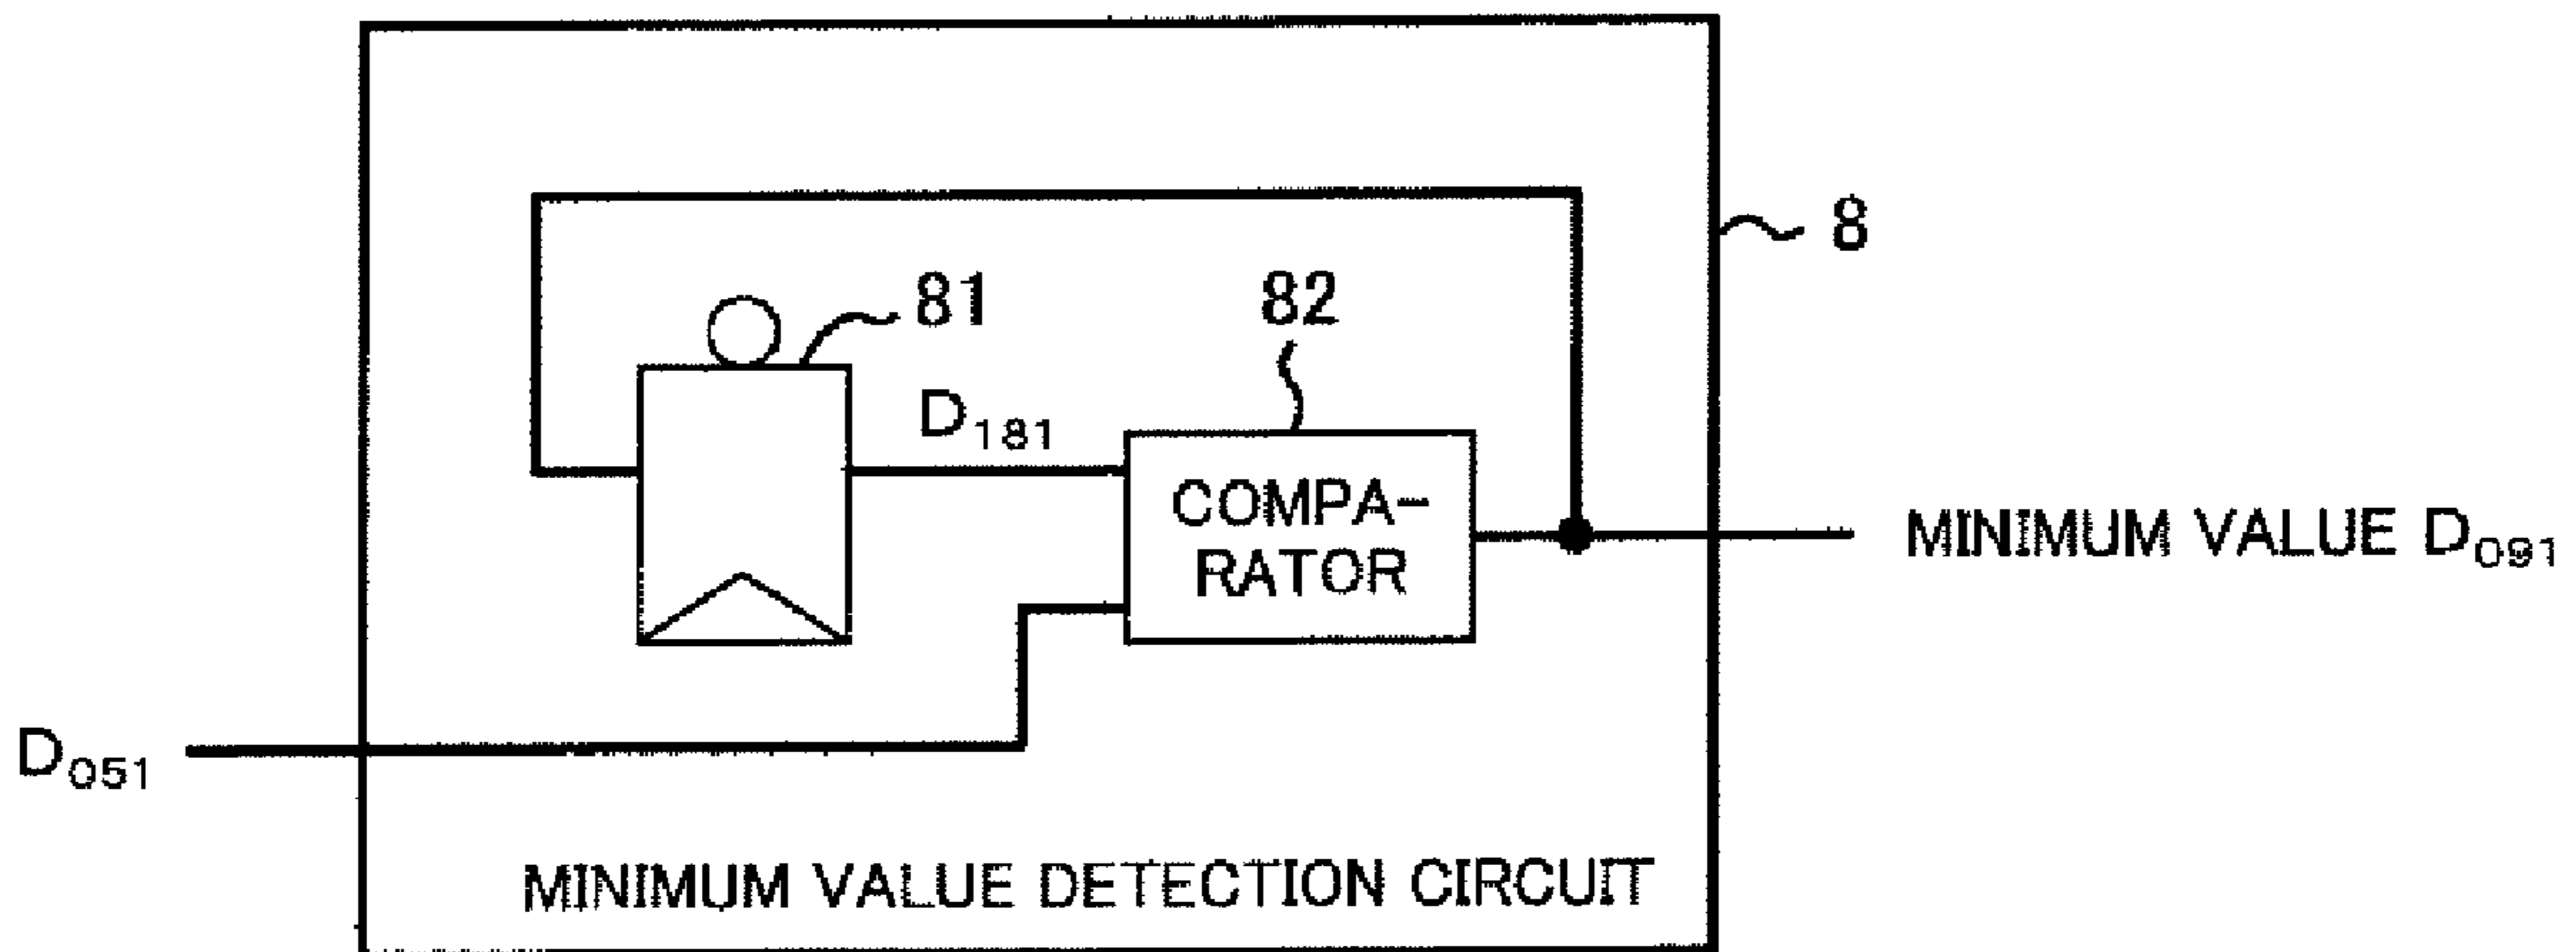 8
81
82
D₁₈₁
COMPA-
RATOR
MINIMUM VALUE D₀₉₁
D₀₅₁
MINIMUM VALUE DETECTION CIRCUIT